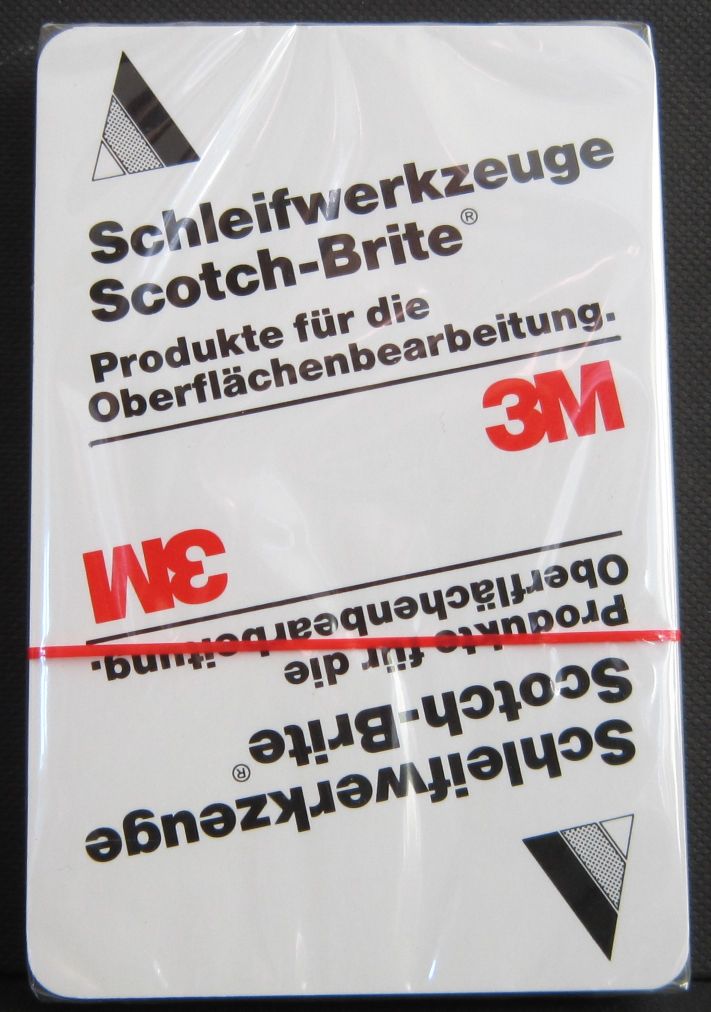 Schleifwerkzeuge
Scotch-Brite®
Produkte für die
Oberflächenbearbeitung.
3M
3M
Oberflächenbearbeitung.
Produkte für die
Scotch-Brite®
Schleifwerkzeuge